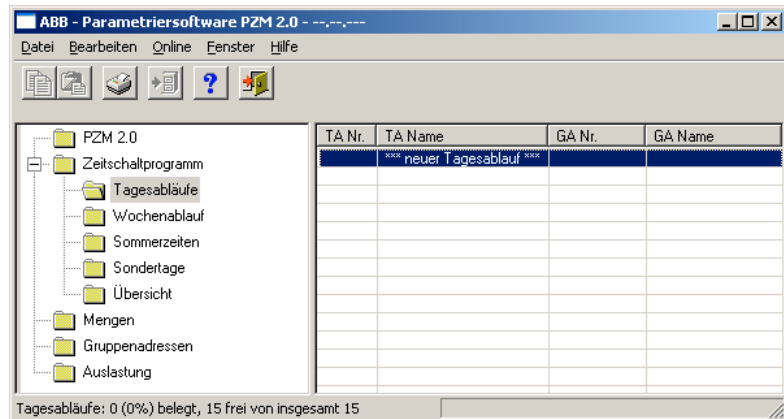 ABB - Parametriersoftware PZM 2.0 - --.--.---
Datei Bearbeiten Online Fenster Hilfe
?
TA Nr. TA Name GA Nr. GA Name
*** neuer Tagesablauf ***
PZM 2.0
Zeitschaltprogramm
Tagesabläufe
Wochenablauf
Sommerzeiten
Sondertage
Übersicht
Mengen
Gruppenadressen
Auslastung
Tagesabläufe: 0 (0%) belegt, 15 frei von insgesamt 15